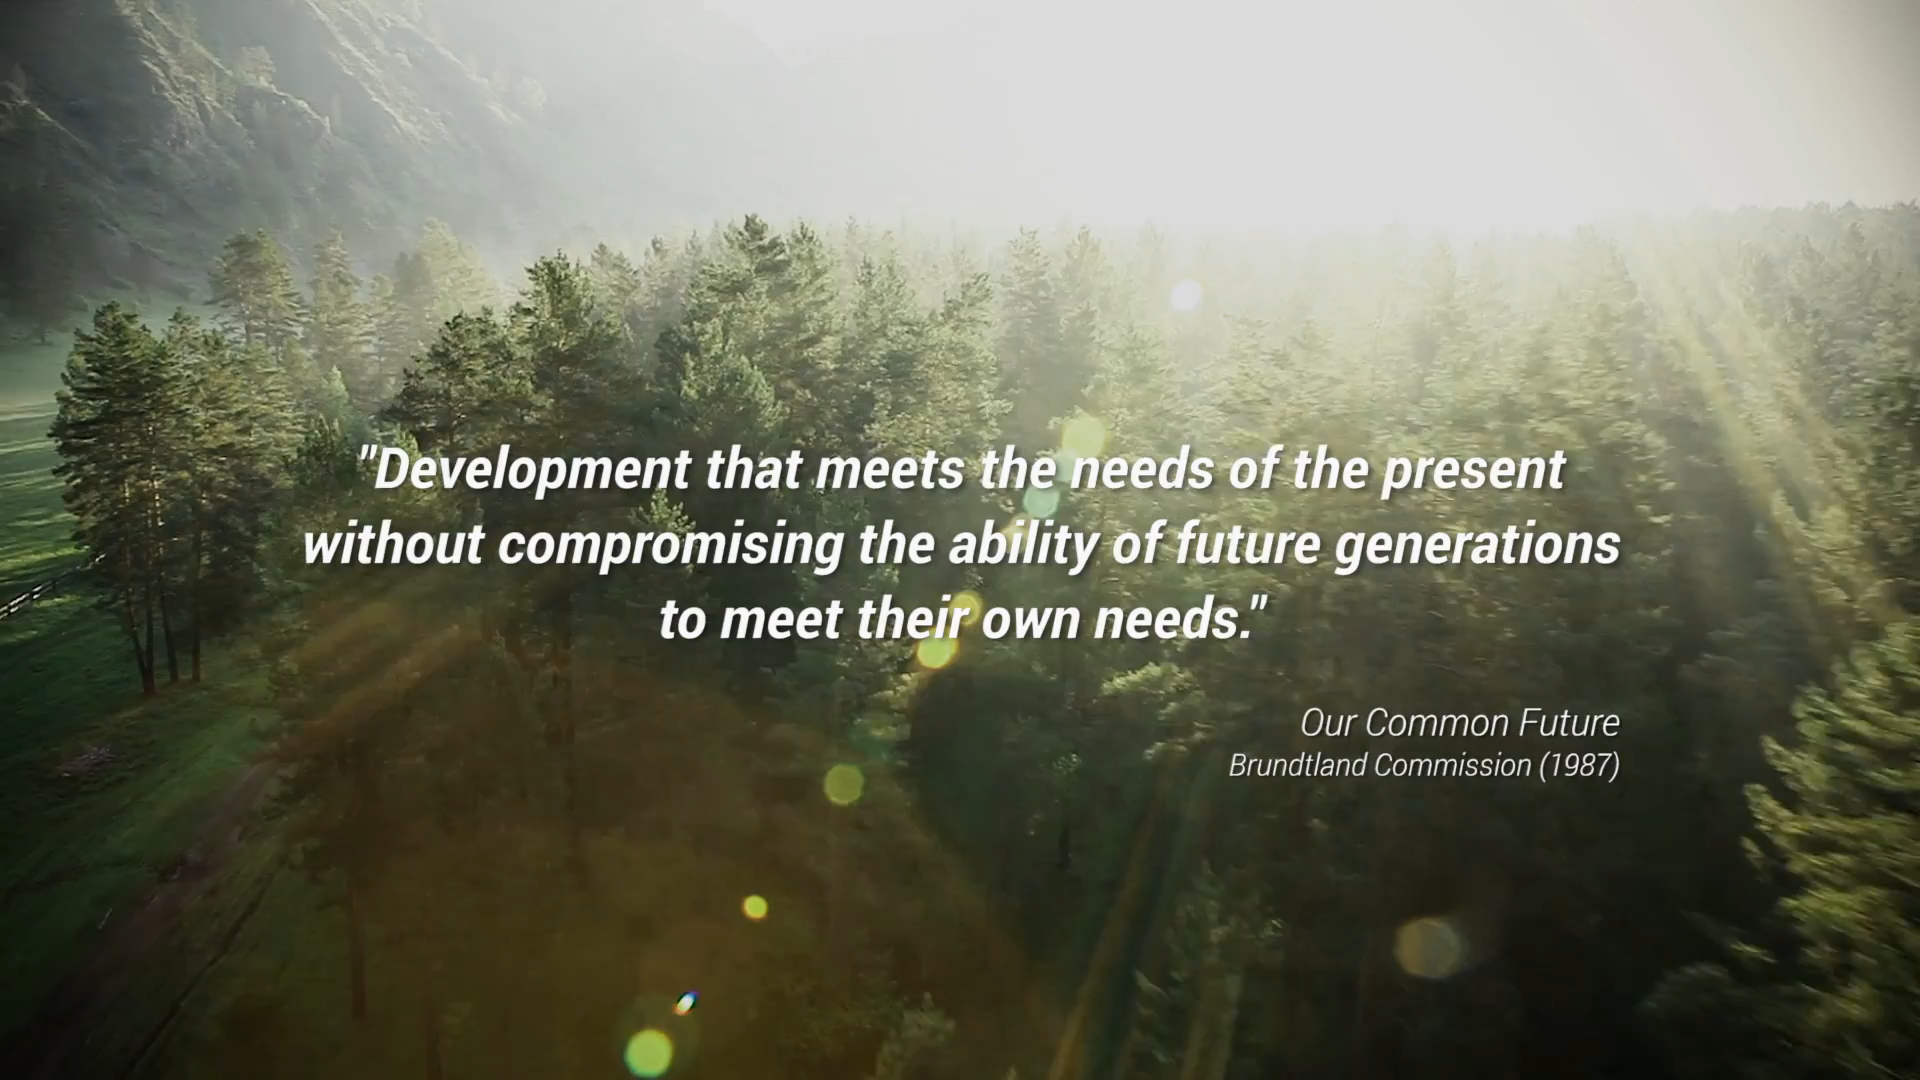 "Development that meets the needs of the present
without compromising the ability of future generations
to meet their own needs."
Our Common Future
Brundtland Commission (1987)